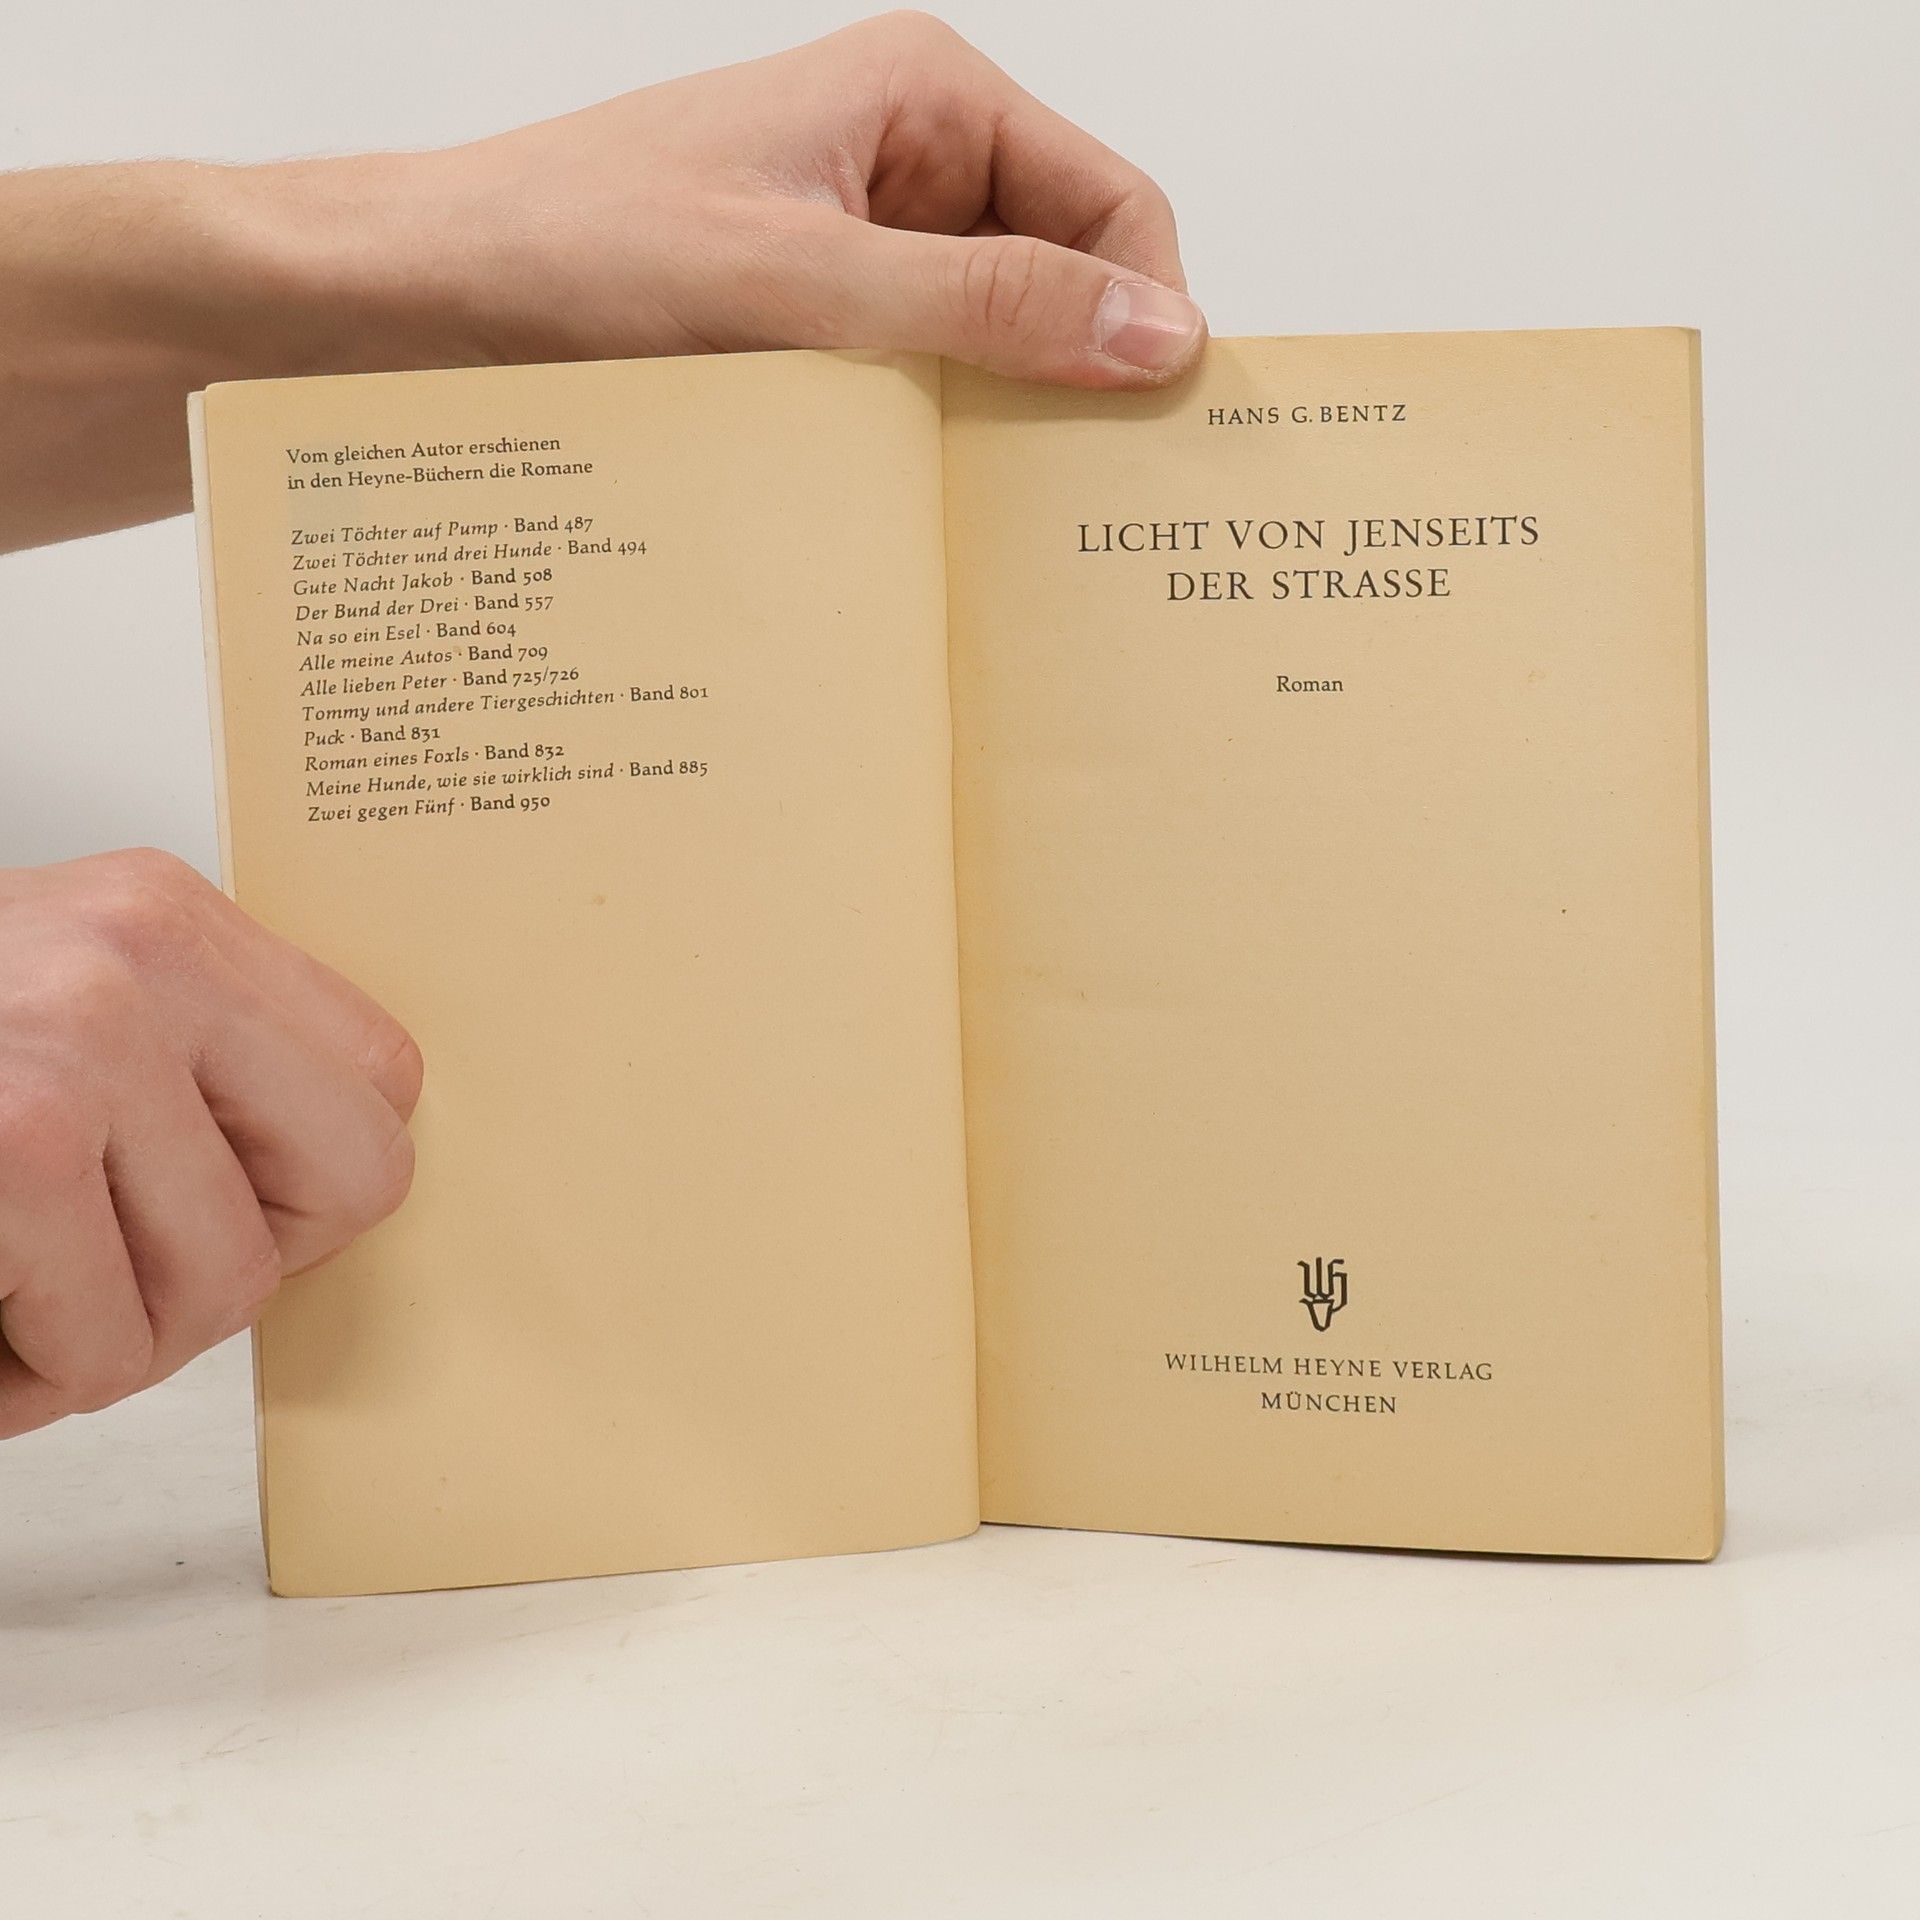 Vom gleichen Autor erschienen
in den Heyne-Büchern die Romane
Zwei Töchter auf Pump · Band 487
Zwei Töchter und drei Hunde · Band 494
Gute Nacht Jakob · Band 508
Der Bund der Drei · Band 557
Na so ein Esel · Band 604
Alle meine Autos · Band 709
Alle lieben Peter · Band 725/726
Tommy und andere Tiergeschichten · Band 801
Puck · Band 831
Roman eines Foxls · Band 832
Meine Hunde, wie sie wirklich sind · Band 885
Zwei gegen Fünf · Band 950
HANS G. BENTZ
LICHT VON JENSEITS
DER STRASSE
Roman
WHV
WILHELM HEYNE VERLAG
MÜNCHEN